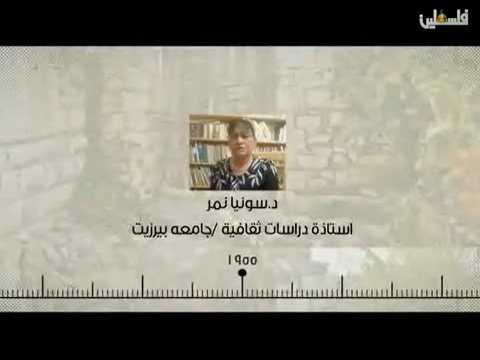 فلسطين
د.سونيا نمر
استاذة دراسات ثقافية /جامعه بيرزيت
١٩٥٥